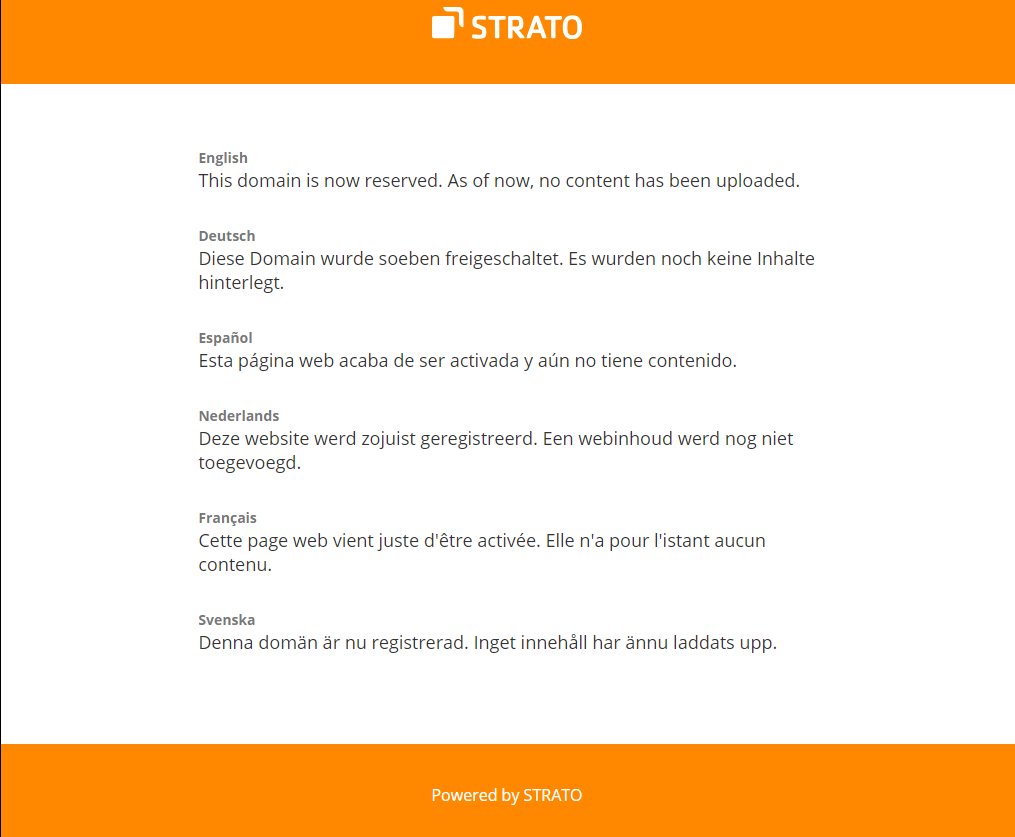 STRATO
English
This domain is now reserved. As of now, no content has been uploaded.
Deutsch
Diese Domain wurde soeben freigeschaltet. Es wurden noch keine Inhalte
hinterlegt.
Español
Esta página web acaba de ser activada y aún no tiene contenido.
Nederlands
Deze website werd zojuist geregistreerd. Een webinhoud werd nog niet
toegevoegd.
Français
Cette page web vient juste d'être activée. Elle n'a pour l'istant aucun
contenu.
Svenska
Denna domän är nu registrerad. Inget innehåll har ännu laddats upp.
Powered by STRATO